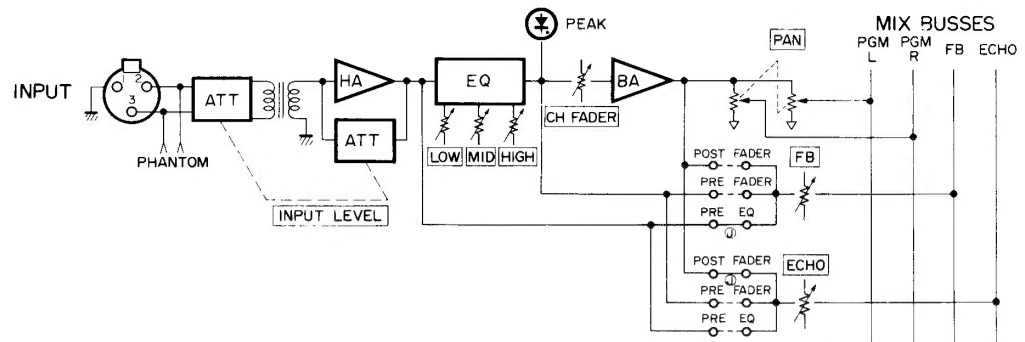 PEAK
MIX BUSSES
PAN
PGM L
PGM R
FB
ECHO
INPUT
2
3
ATT
HA
EQ
BA
CH FADER
ATT
LOW
MID
HIGH
PHANTOM
INPUT LEVEL
POST FADER
FB
PRE FADER
PRE EQ
J
POST FADER
ECHO
J
PRE FADER
PRE EQ